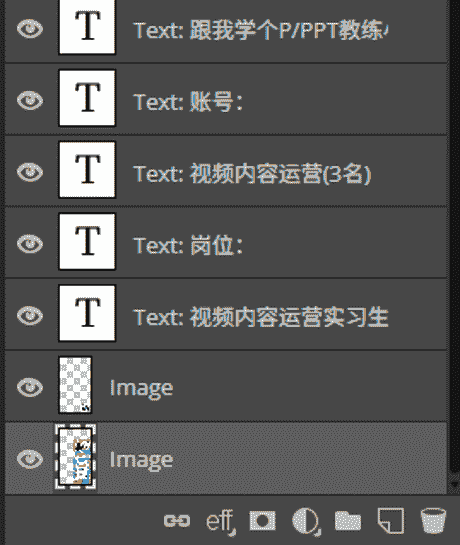 T Text: 跟我学个P/PPT教练
T Text: 账号：
T Text: 视频内容运营(3名)
T Text: 岗位：
T Text: 视频内容运营实习生
Image
Image
eff